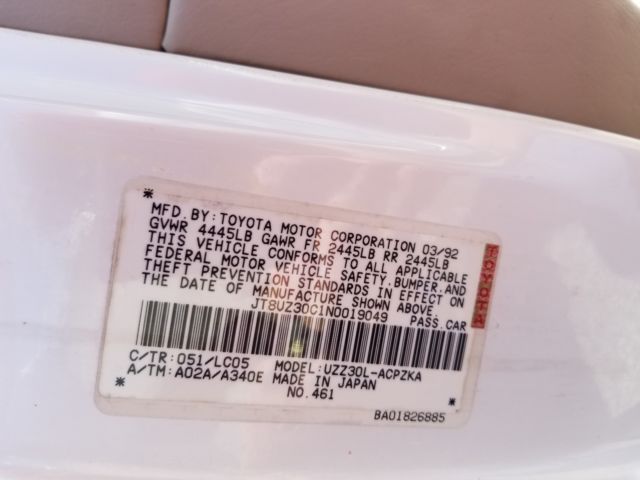 MFD. BY: TOYOTA MOTOR CORPORATION 03/92
GVWR 4445LB GAWR FR 2445LB RR 2445LB
THIS VEHICLE CONFORMS TO ALL APPLICABLE
FEDERAL MOTOR VEHICLE SAFETY, BUMPER, AND
THEFT PREVENTION STANDARDS IN EFFECT ON
THE DATE OF MANUFACTURE SHOWN ABOVE.
JT8UZ30C1N0019049 PASS. CAR
TOYOTA
C/TR: 051/LC05 MODEL: UZZ30L-ACPZKA
A/TM: A02A/A340E MADE IN JAPAN
NO. 461
BA01826885